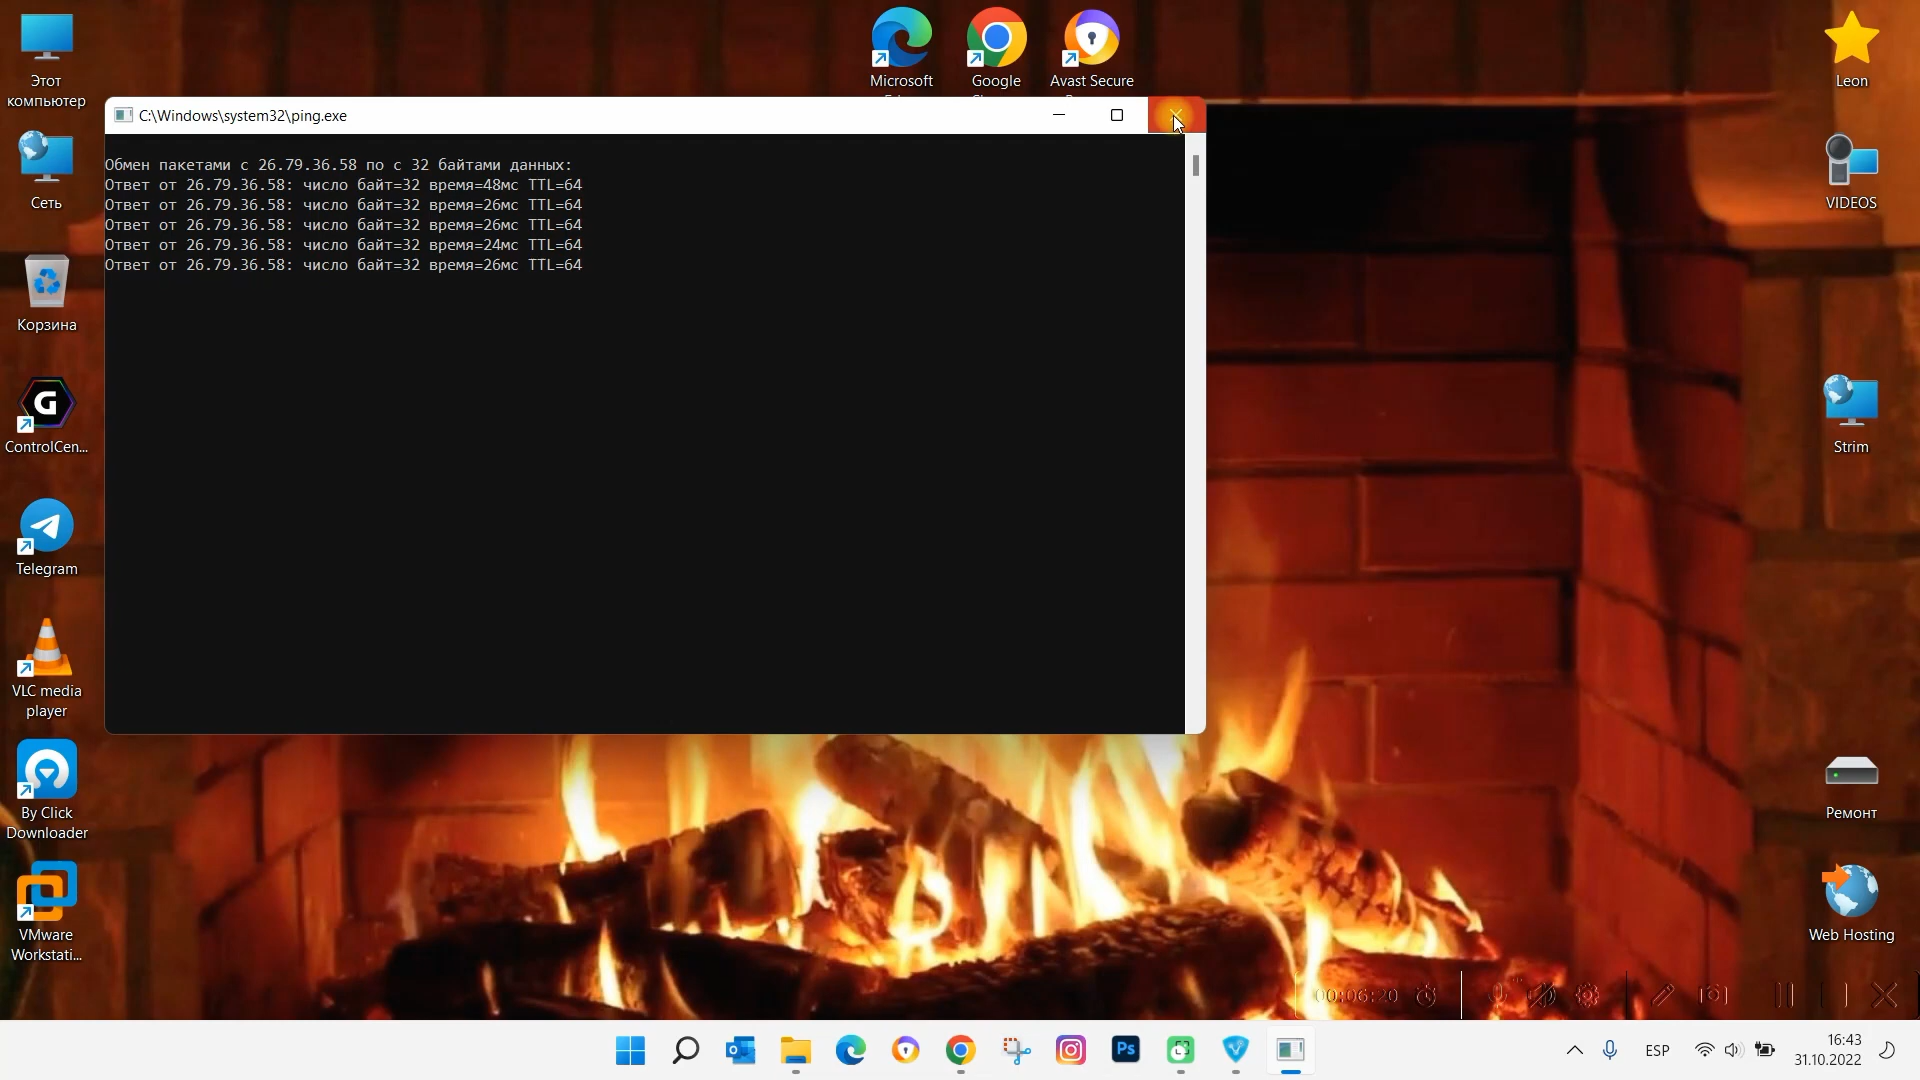 Этот
компьютер
Microsoft
Google
Avast Secure
Leon
C:\Windows\system32\ping.exe
Обмен пакетами с 26.79.36.58 по с 32 байтами данных:
Ответ от 26.79.36.58: число байт=32 время=48мс TTL=64
Ответ от 26.79.36.58: число байт=32 время=26мс TTL=64
Ответ от 26.79.36.58: число байт=32 время=26мс TTL=64
Ответ от 26.79.36.58: число байт=32 время=24мс TTL=64
Ответ от 26.79.36.58: число байт=32 время=26мс TTL=64
Сеть
VIDEOS
Корзина
ControlCen...
Strim
Telegram
VLC media
player
By Click
Downloader
Ремонт
VMware
Workstati...
Web Hosting
00:06:20
Ps
ESP
16:43
31.10.2022